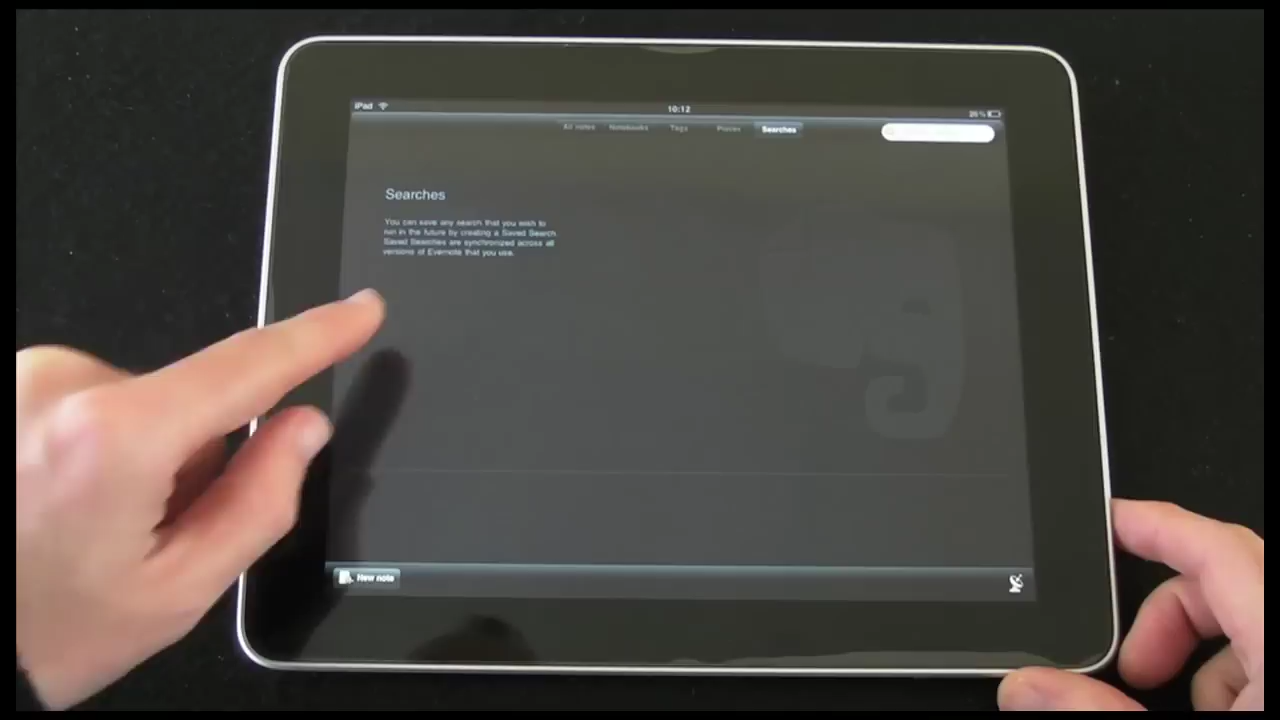 iPad
10:12
26%
All notes Notebooks Tags Places Searches
Searches
You can save any search that you wish to
run in the future by creating a Saved Search.
Saved Searches are synchronized across all
versions of Evernote that you use.
New note